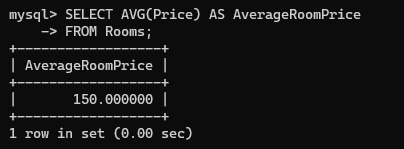 mysql> SELECT AVG(Price) AS AverageRoomPrice
    -> FROM Rooms;
+------------------+
| AverageRoomPrice |
+------------------+
|       150.000000 |
+------------------+
1 row in set (0.00 sec)